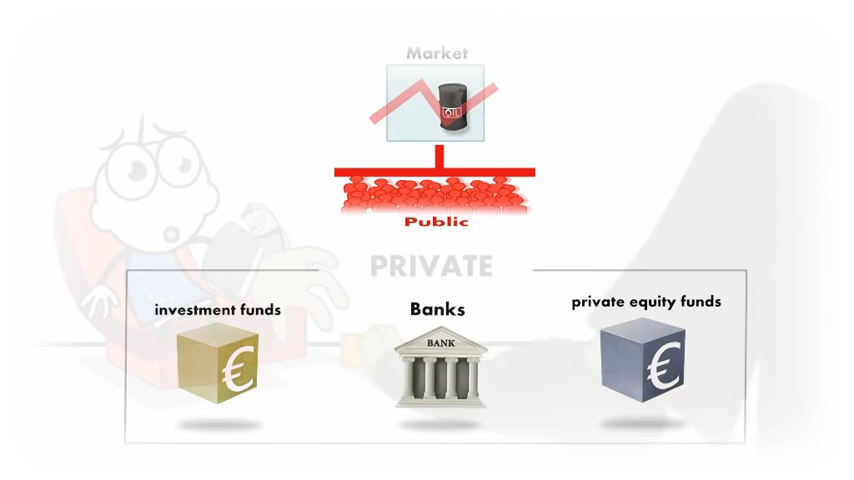 Market
OIL
Public
PRIVATE
investment funds
Banks
private equity funds
BANK
€
€